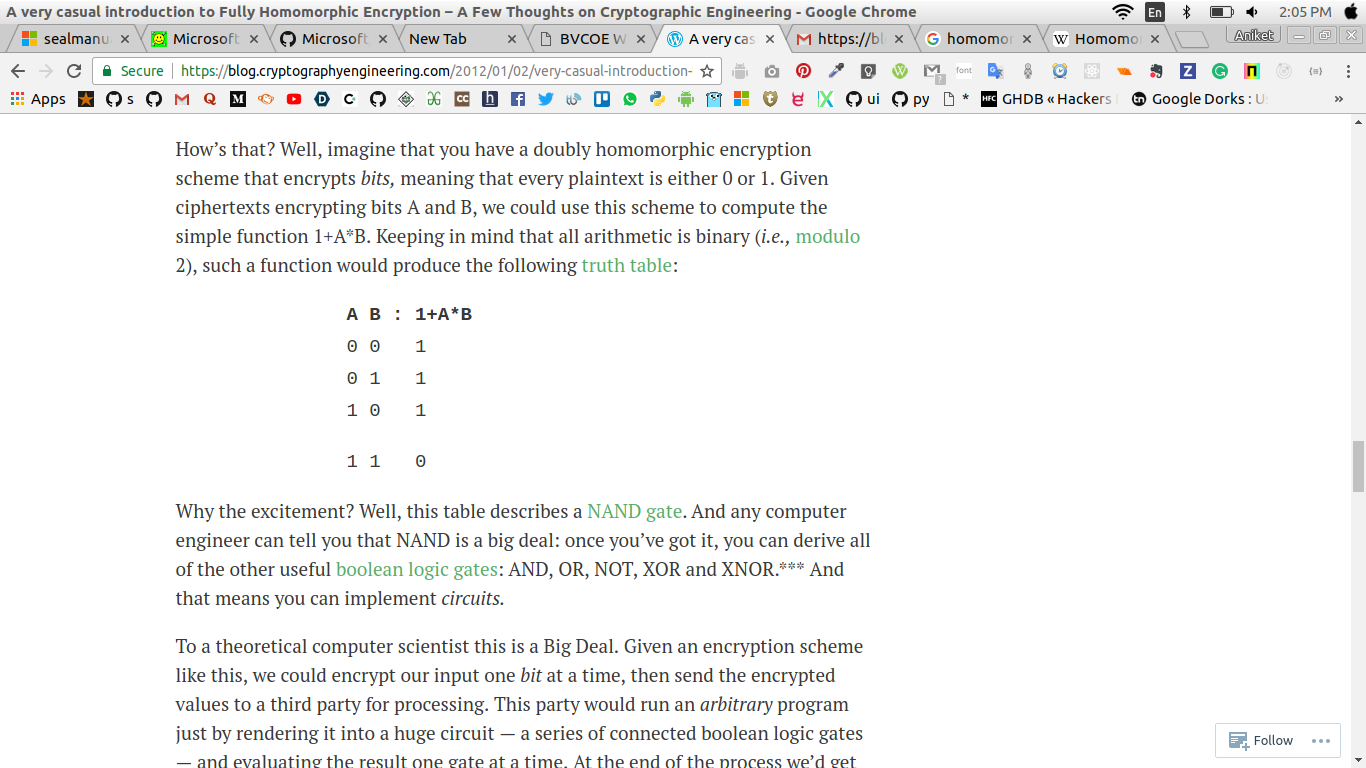 A very casual introduction to Fully Homomorphic Encryption – A Few Thoughts on Cryptographic Engineering - Google Chrome
En
2:05 PM
sealmanu
Microsoft
Microsoft
New Tab
BVCOE W
A very cas
https://bl
homomor
Homomor
Aniket
Secure
https://blog.cryptographyengineering.com/2012/01/02/very-casual-introduction-
Apps
s
ui
py
*
GHDB « Hackers
Google Dorks : Us
»
How’s that? Well, imagine that you have a doubly homomorphic encryption
scheme that encrypts bits, meaning that every plaintext is either 0 or 1. Given
ciphertexts encrypting bits A and B, we could use this scheme to compute the
simple function 1+A*B. Keeping in mind that all arithmetic is binary (i.e., modulo
2), such a function would produce the following truth table:
A B : 1+A*B
0 0 1
0 1 1
1 0 1
1 1 0
Why the excitement? Well, this table describes a NAND gate. And any computer
engineer can tell you that NAND is a big deal: once you’ve got it, you can derive all
of the other useful boolean logic gates: AND, OR, NOT, XOR and XNOR.*** And
that means you can implement circuits.
To a theoretical computer scientist this is a Big Deal. Given an encryption scheme
like this, we could encrypt our input one bit at a time, then send the encrypted
values to a third party for processing. This party would run an arbitrary program
just by rendering it into a huge circuit — a series of connected boolean logic gates
— and evaluating the result one gate at a time. At the end of the process we’d get
Follow